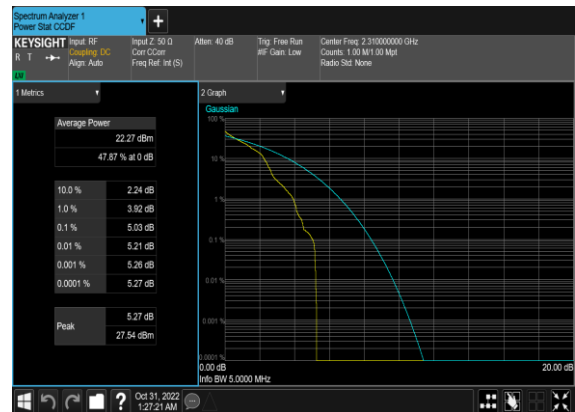 Spectrum Analyzer 1
Power Stat CCDF
+
KEYSIGHT
R T
LXI
Input: RF
Coupling: DC
Align: Auto
Input Z: 50 Ω
Corr CCorr
Freq Ref: Int (S)
Atten: 40 dB
Trig: Free Run
#IF Gain: Low
Center Freq: 2.310000000 GHz
Counts: 1.00 M/1.00 Mpt
Radio Std: None
1 Metrics
Average Power
22.27 dBm
47.87 % at 0 dB
10.0 % 2.24 dB
1.0 % 3.92 dB
0.1 % 5.03 dB
0.01 % 5.21 dB
0.001 % 5.26 dB
0.0001 % 5.27 dB
Peak
5.27 dB
27.54 dBm
2 Graph
Gaussian
100 %
10 %
1 %
0.1 %
0.01 %
0.001 %
0.0001 %
0.00 dB 20.00 dB
Info BW 5.0000 MHz
?
Oct 31, 2022
1:27:21 AM